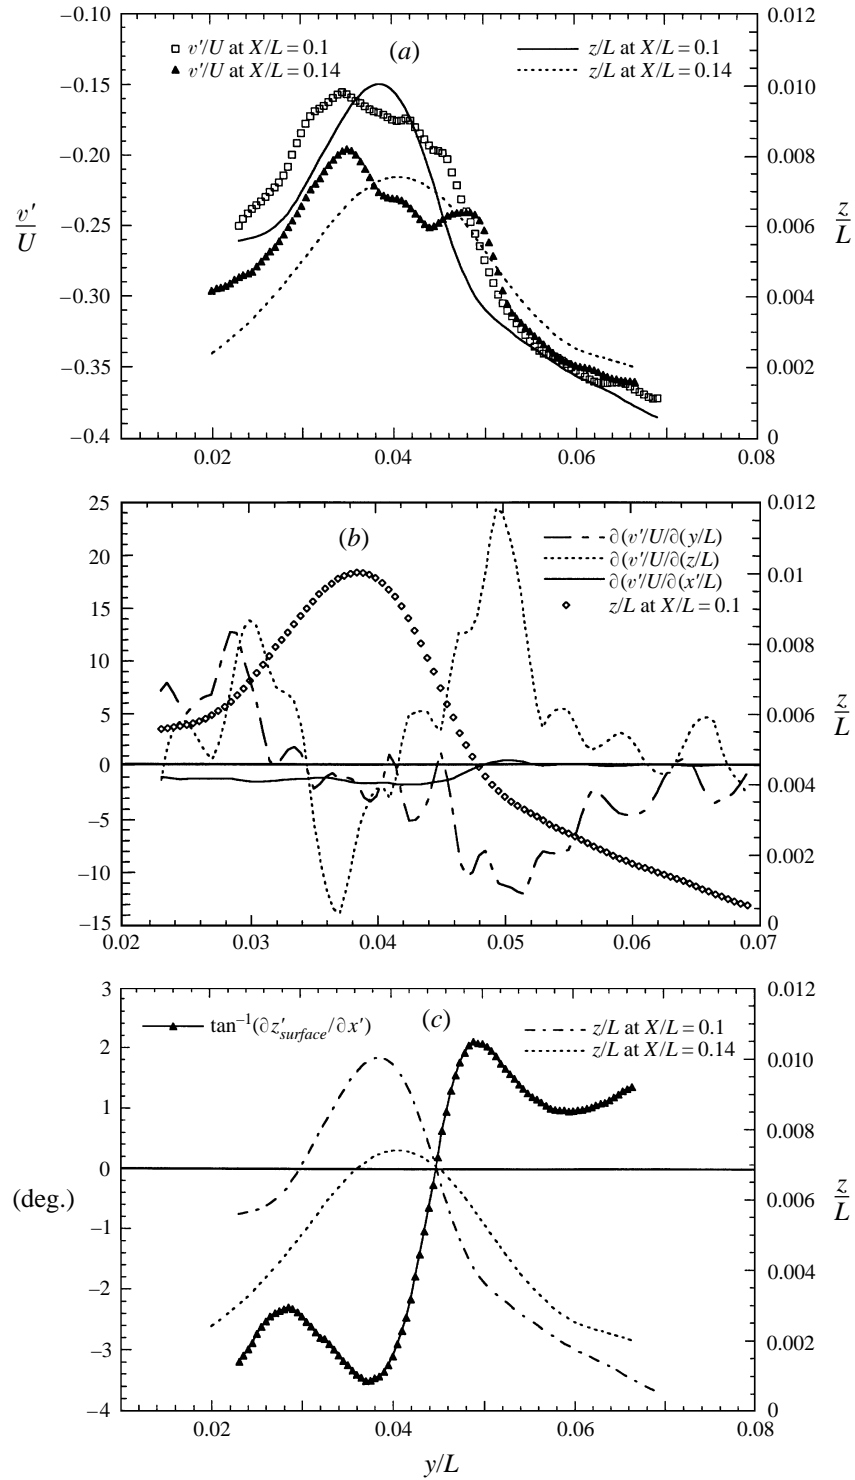 −0.10
0.012
v′/U at X/L = 0.1
(a)
z/L at X/L = 0.1
v′/U at X/L = 0.14
z/L at X/L = 0.14
−0.15
0.010
−0.20
0.008
v′
U
z
L
−0.25
0.006
−0.30
0.004
−0.35
0.002
−0.4
0
0.02
0.04
0.06
0.08
25
0.012
(b)
∂(v′/U/∂(y/L)
∂(v′/U/∂(z/L)
∂(v′/U/∂(x′/L)
z/L at X/L = 0.1
20
15
0.010
10
0.008
5
0.006
z
L
0
−5
0.004
−10
0.002
−15
0
0.02
0.03
0.04
0.05
0.06
0.07
3
0.012
tan−1(∂z′surface/∂x′)
(c)
z/L at X/L = 0.1
z/L at X/L = 0.14
2
0.010
1
0.008
0
(deg.)
z
L
−1
0.006
−2
0.004
−3
0.002
−4
0
0.02
0.04
0.06
0.08
y/L